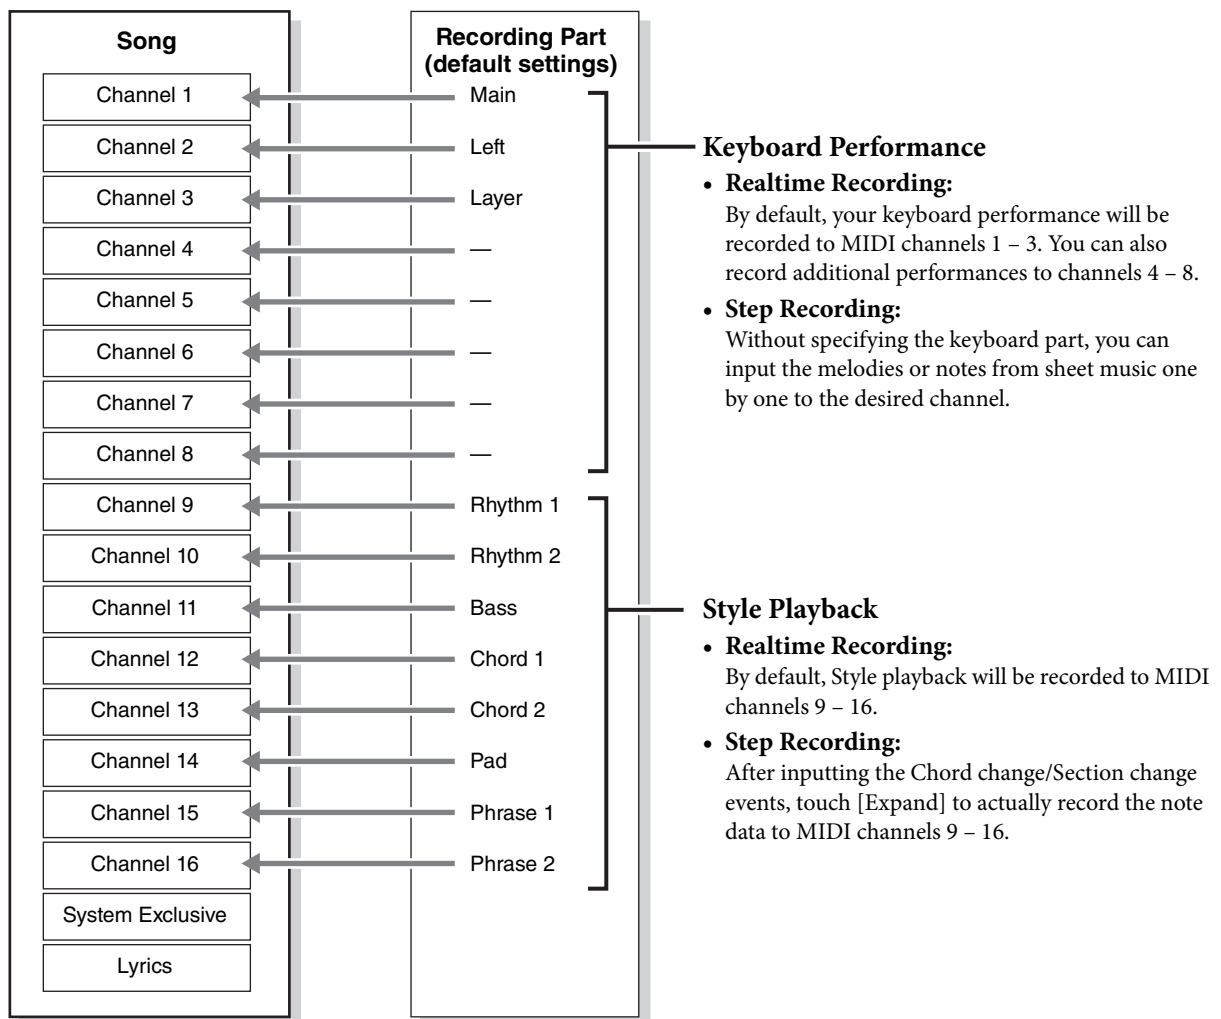 Song
Recording Part
(default settings)
Channel 1
Main
Channel 2
Left
Channel 3
Layer
Channel 4
—
Channel 5
—
Channel 6
—
Channel 7
—
Channel 8
—
Channel 9
Rhythm 1
Channel 10
Rhythm 2
Channel 11
Bass
Channel 12
Chord 1
Channel 13
Chord 2
Channel 14
Pad
Channel 15
Phrase 1
Channel 16
Phrase 2
System Exclusive
Lyrics
Keyboard Performance
• Realtime Recording:
By default, your keyboard performance will be
recorded to MIDI channels 1 – 3. You can also
record additional performances to channels 4 – 8.
• Step Recording:
Without specifying the keyboard part, you can
input the melodies or notes from sheet music one
by one to the desired channel.
Style Playback
• Realtime Recording:
By default, Style playback will be recorded to MIDI
channels 9 – 16.
• Step Recording:
After inputting the Chord change/Section change
events, touch [Expand] to actually record the note
data to MIDI channels 9 – 16.